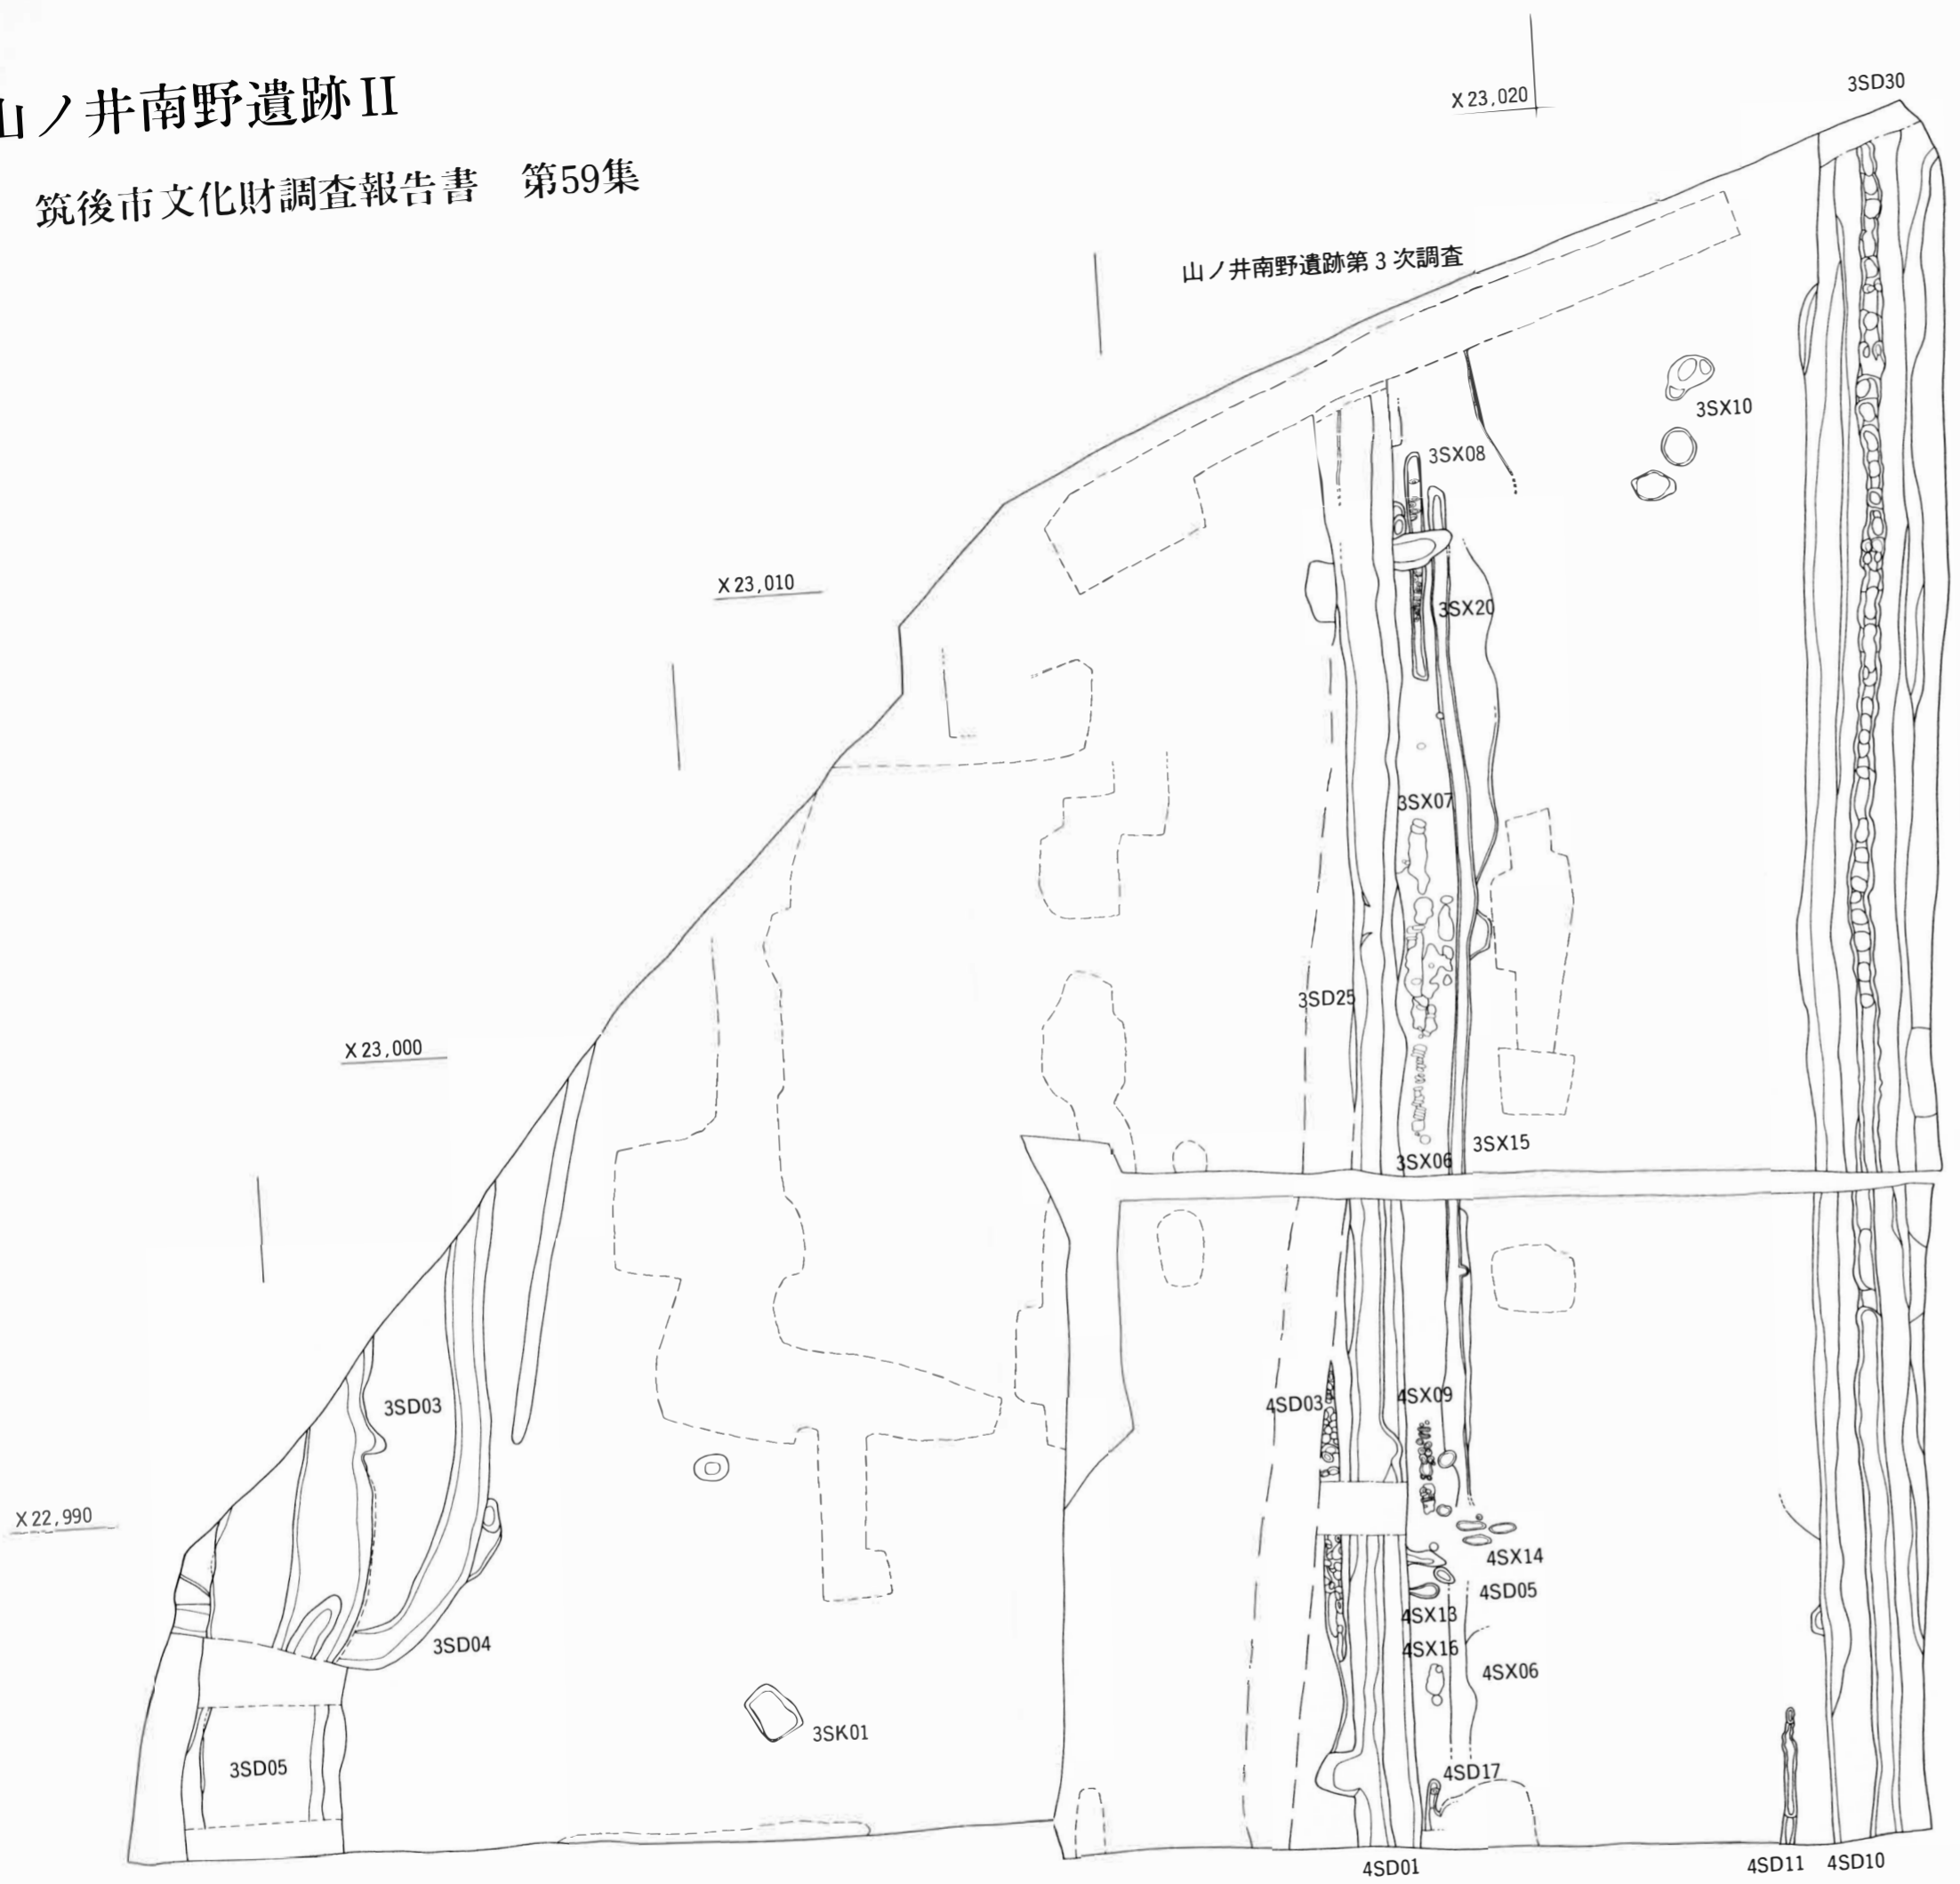 山ノ井南野遺跡II
筑後市文化財調査報告書 第59集
X 23,020
3SD30
山ノ井南野遺跡第3次調査
3SX10
3SX08
X 23,010
3SX20
3SX07
3SD25
X 23,000
3SX15
3SX06
3SD03
4SD03
4SX09
X 22,990
4SX14
4SD05
4SX13
3SD04
4SX16
4SX06
3SK01
3SD05
4SD17
4SD01
4SD11
4SD10